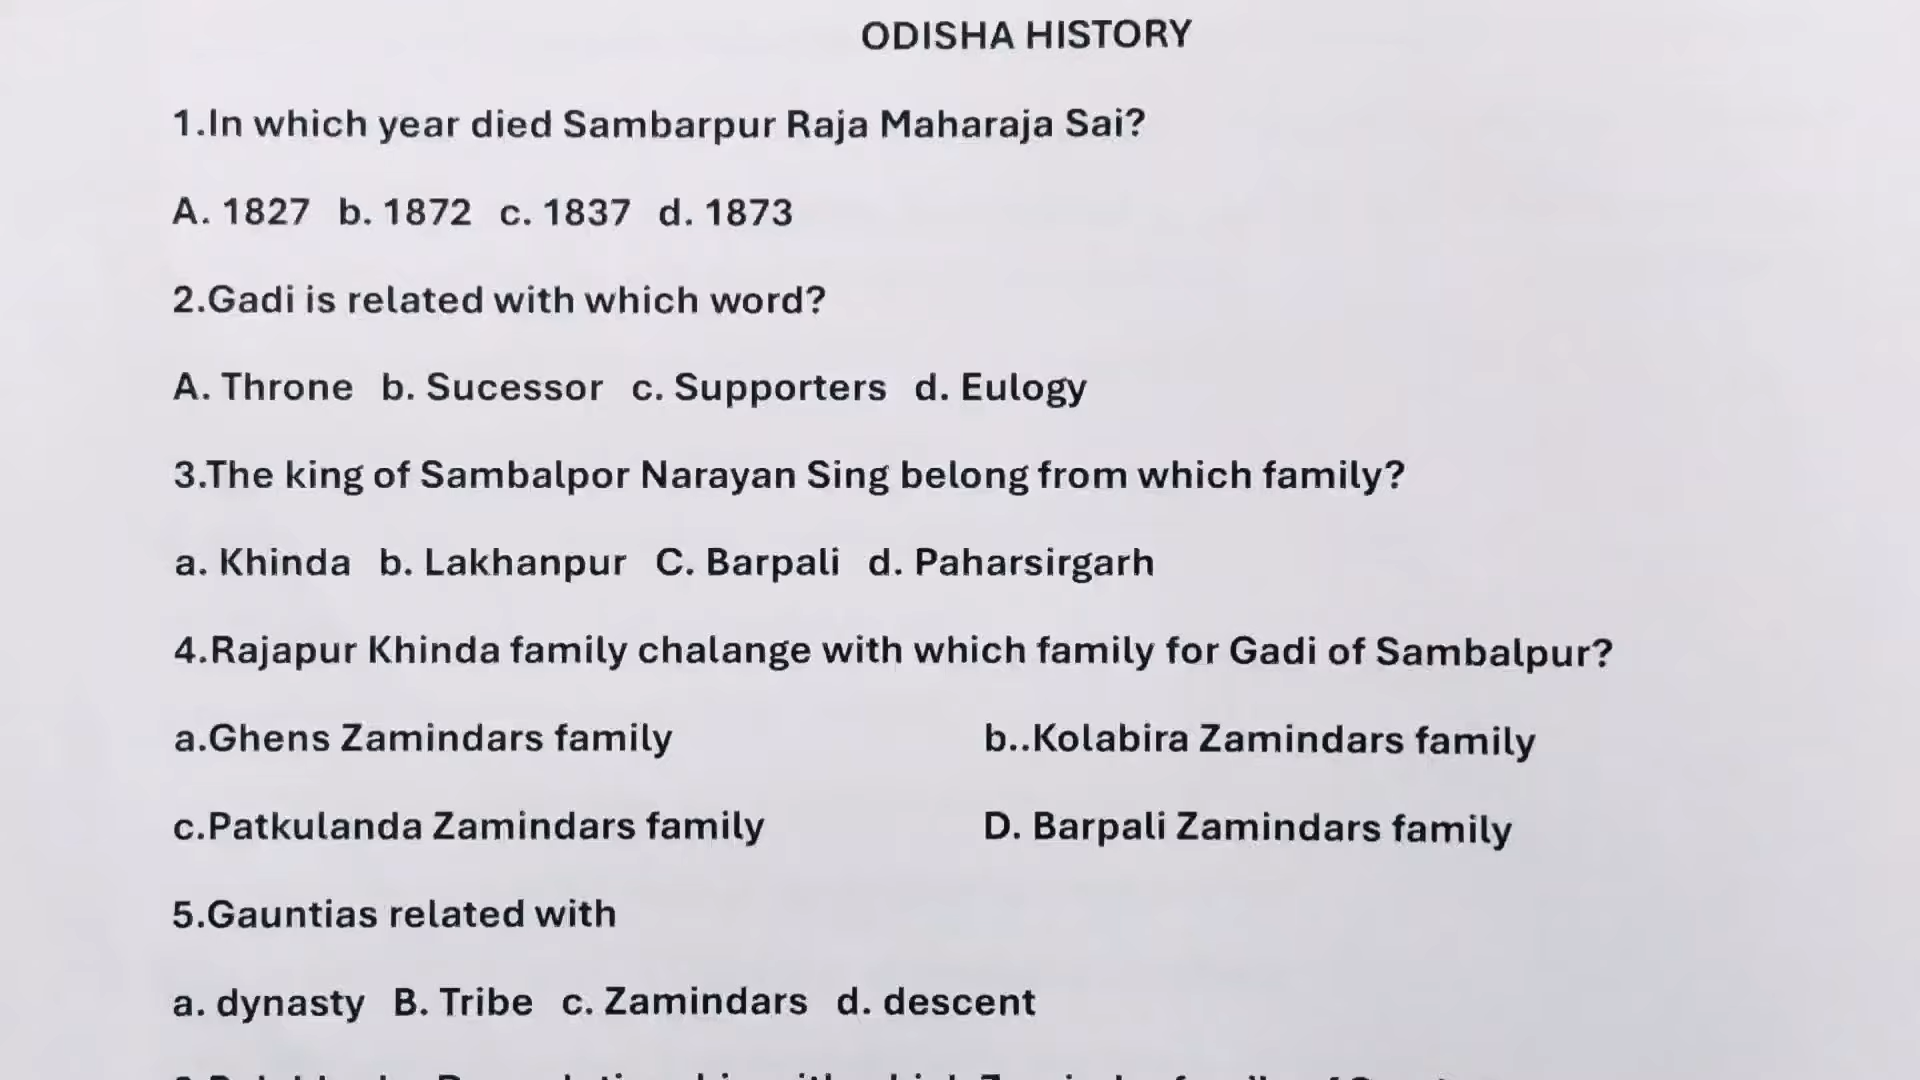 ODISHA HISTORY
1.In which year died Sambarpur Raja Maharaja Sai?
A. 1827 b. 1872 c. 1837 d. 1873
2.Gadi is related with which word?
A. Throne b. Sucessor c. Supporters d. Eulogy
3.The king of Sambalpor Narayan Sing belong from which family?
a. Khinda b. Lakhanpur C. Barpali d. Paharsirgarh
4.Rajapur Khinda family chalange with which family for Gadi of Sambalpur?
a.Ghens Zamindars family b..Kolabira Zamindars family
c.Patkulanda Zamindars family D. Barpali Zamindars family
5.Gauntias related with
a. dynasty B. Tribe c. Zamindars d. descent